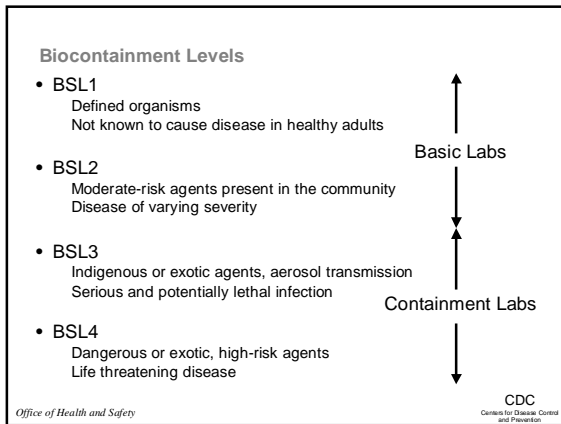 Biocontainment Levels
• BSL1
Defined organisms
Not known to cause disease in healthy adults
Basic Labs
• BSL2
Moderate-risk agents present in the community
Disease of varying severity
• BSL3
Indigenous or exotic agents, aerosol transmission
Serious and potentially lethal infection
Containment Labs
• BSL4
Dangerous or exotic, high-risk agents
Life threatening disease
Office of Health and Safety
CDC
Centers for Disease Control
and Prevention